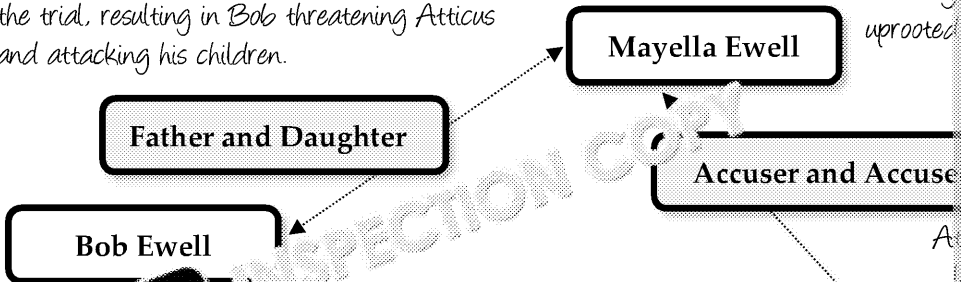 the trial, resulting in Bob threatening Atticus
and attacking his children.
Mayella Ewell
uprooted
Father and Daughter
Accuser and Accuse
Bob Ewell
INSPECTION COPY